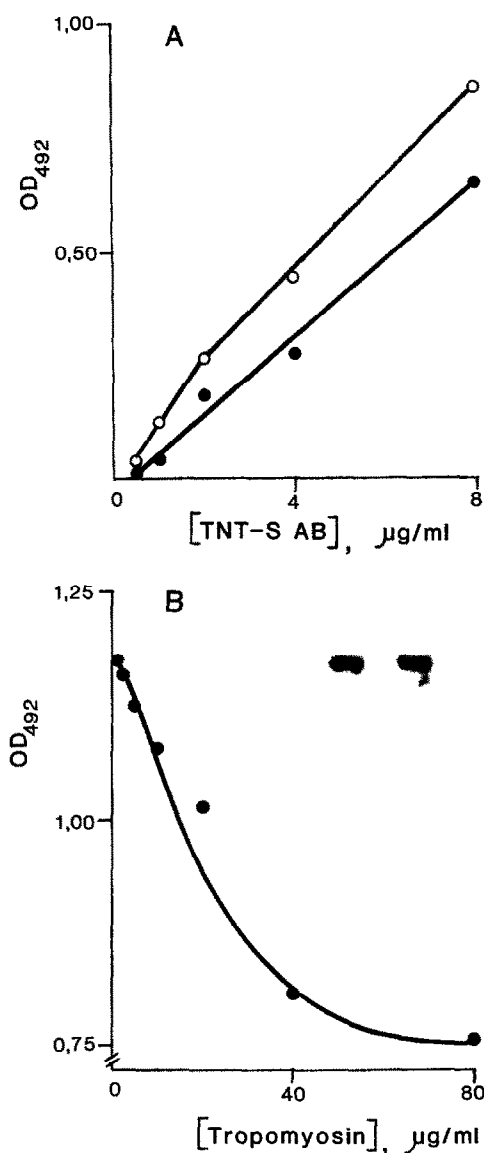 A
1,00
0,50
OD492
0 4 8
[TNT-S AB], µg/ml
B
1,25
1,00
0,75
OD492
0 40 80
[Tropomyosin], µg/ml